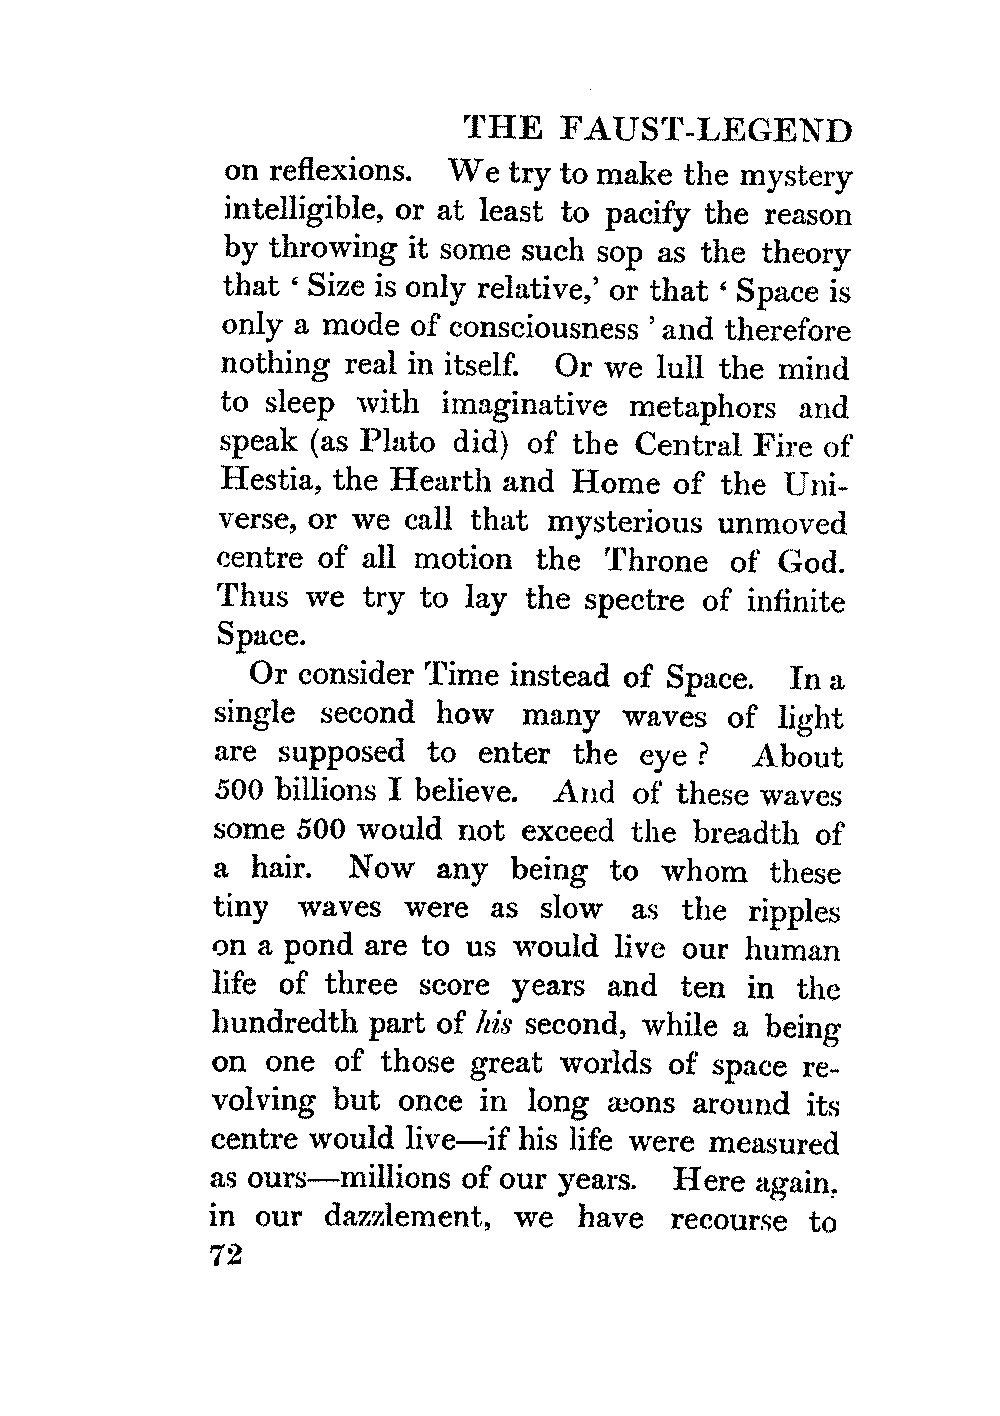 THE FAUST-LEGEND
on reflexions. We try to make the mystery
intelligible, or at least to pacify the reason
by throwing it some such sop as the theory
that ‘ Size is only relative,’ or that ‘ Space is
only a mode of consciousness ’ and therefore
nothing real in itself. Or we lull the mind
to sleep with imaginative metaphors and
speak (as Plato did) of the Central Fire of
Hestia, the Hearth and Home of the Uni-
verse, or we call that mysterious unmoved
centre of all motion the Throne of God.
Thus we try to lay the spectre of infinite
Space.
Or consider Time instead of Space. In a
single second how many waves of light
are supposed to enter the eye ? About
500 billions I believe. And of these waves
some 500 would not exceed the breadth of
a hair. Now any being to whom these
tiny waves were as slow as the ripples
on a pond are to us would live our human
life of three score years and ten in the
hundredth part of his second, while a being
on one of those great worlds of space re-
volving but once in long æons around its
centre would live—if his life were measured
as ours—millions of our years. Here again,
in our dazzlement, we have recourse to
72